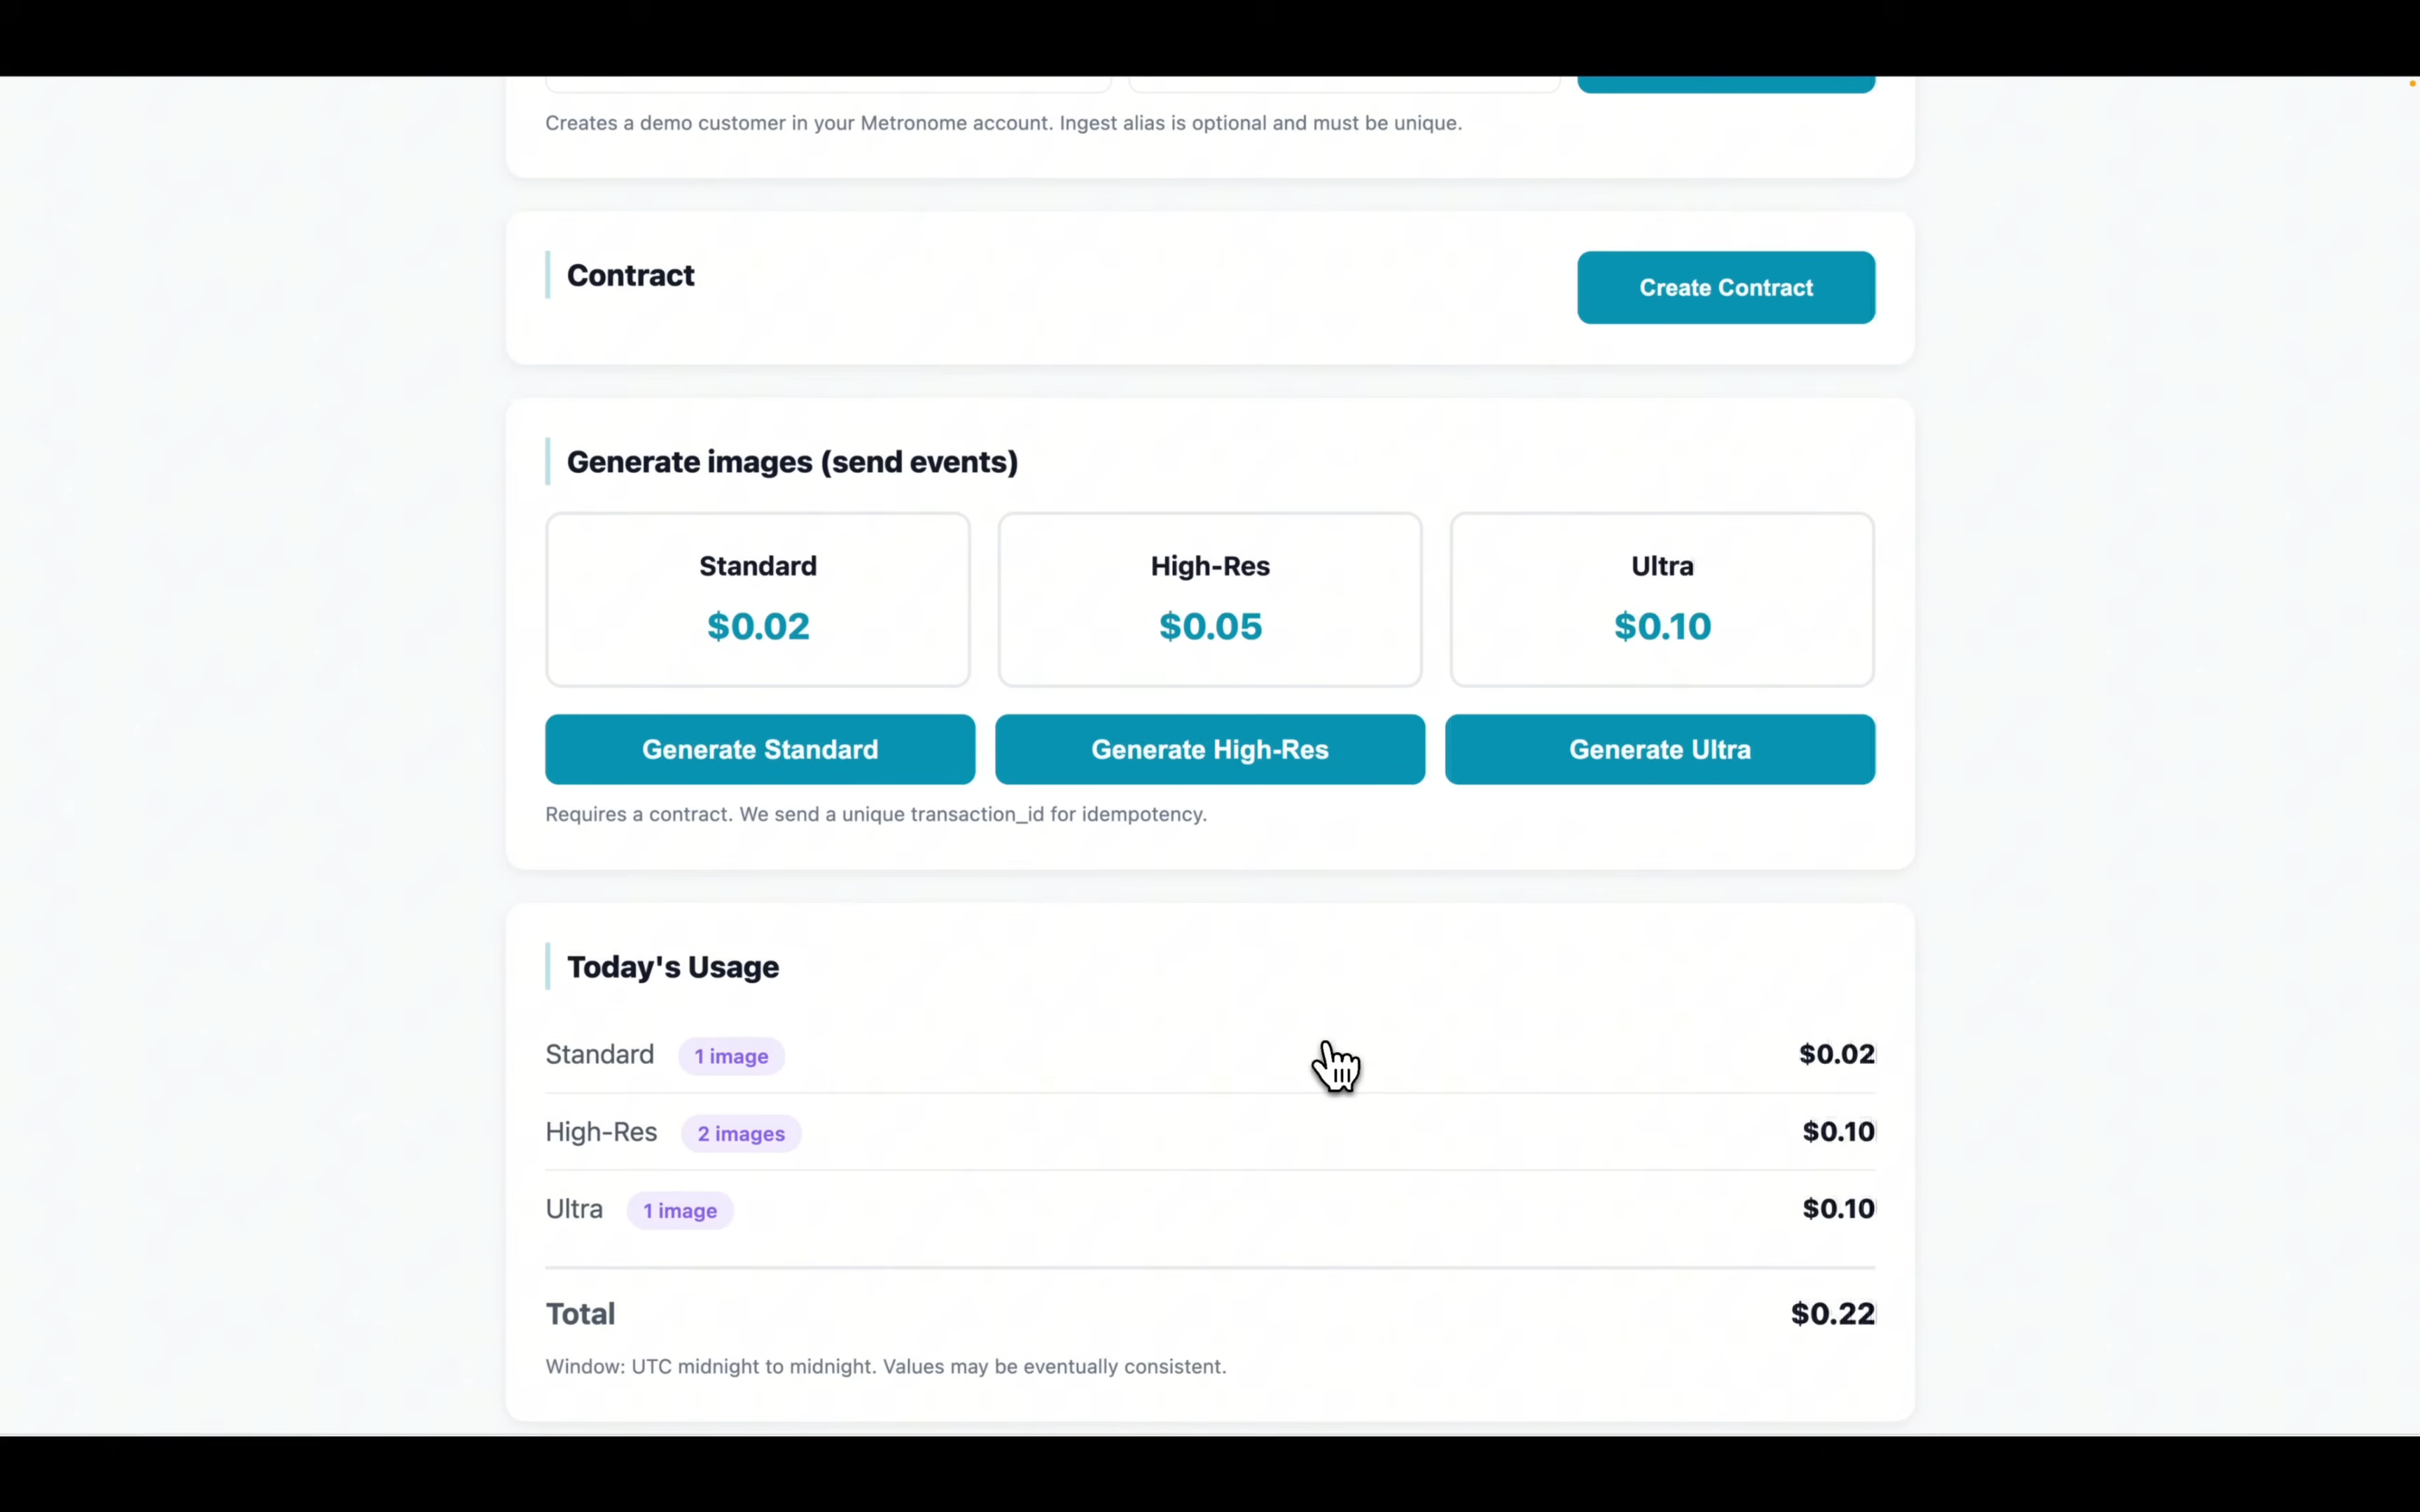 Creates a demo customer in your Metronome account. Ingest alias is optional and must be unique.
Contract
Create Contract
Generate images (send events)
Standard
$0.02
High-Res
$0.05
Ultra
$0.10
Generate Standard
Generate High-Res
Generate Ultra
Requires a contract. We send a unique transaction_id for idempotency.
Today's Usage
Standard 1 image $0.02
High-Res 2 images $0.10
Ultra 1 image $0.10
Total $0.22
Window: UTC midnight to midnight. Values may be eventually consistent.